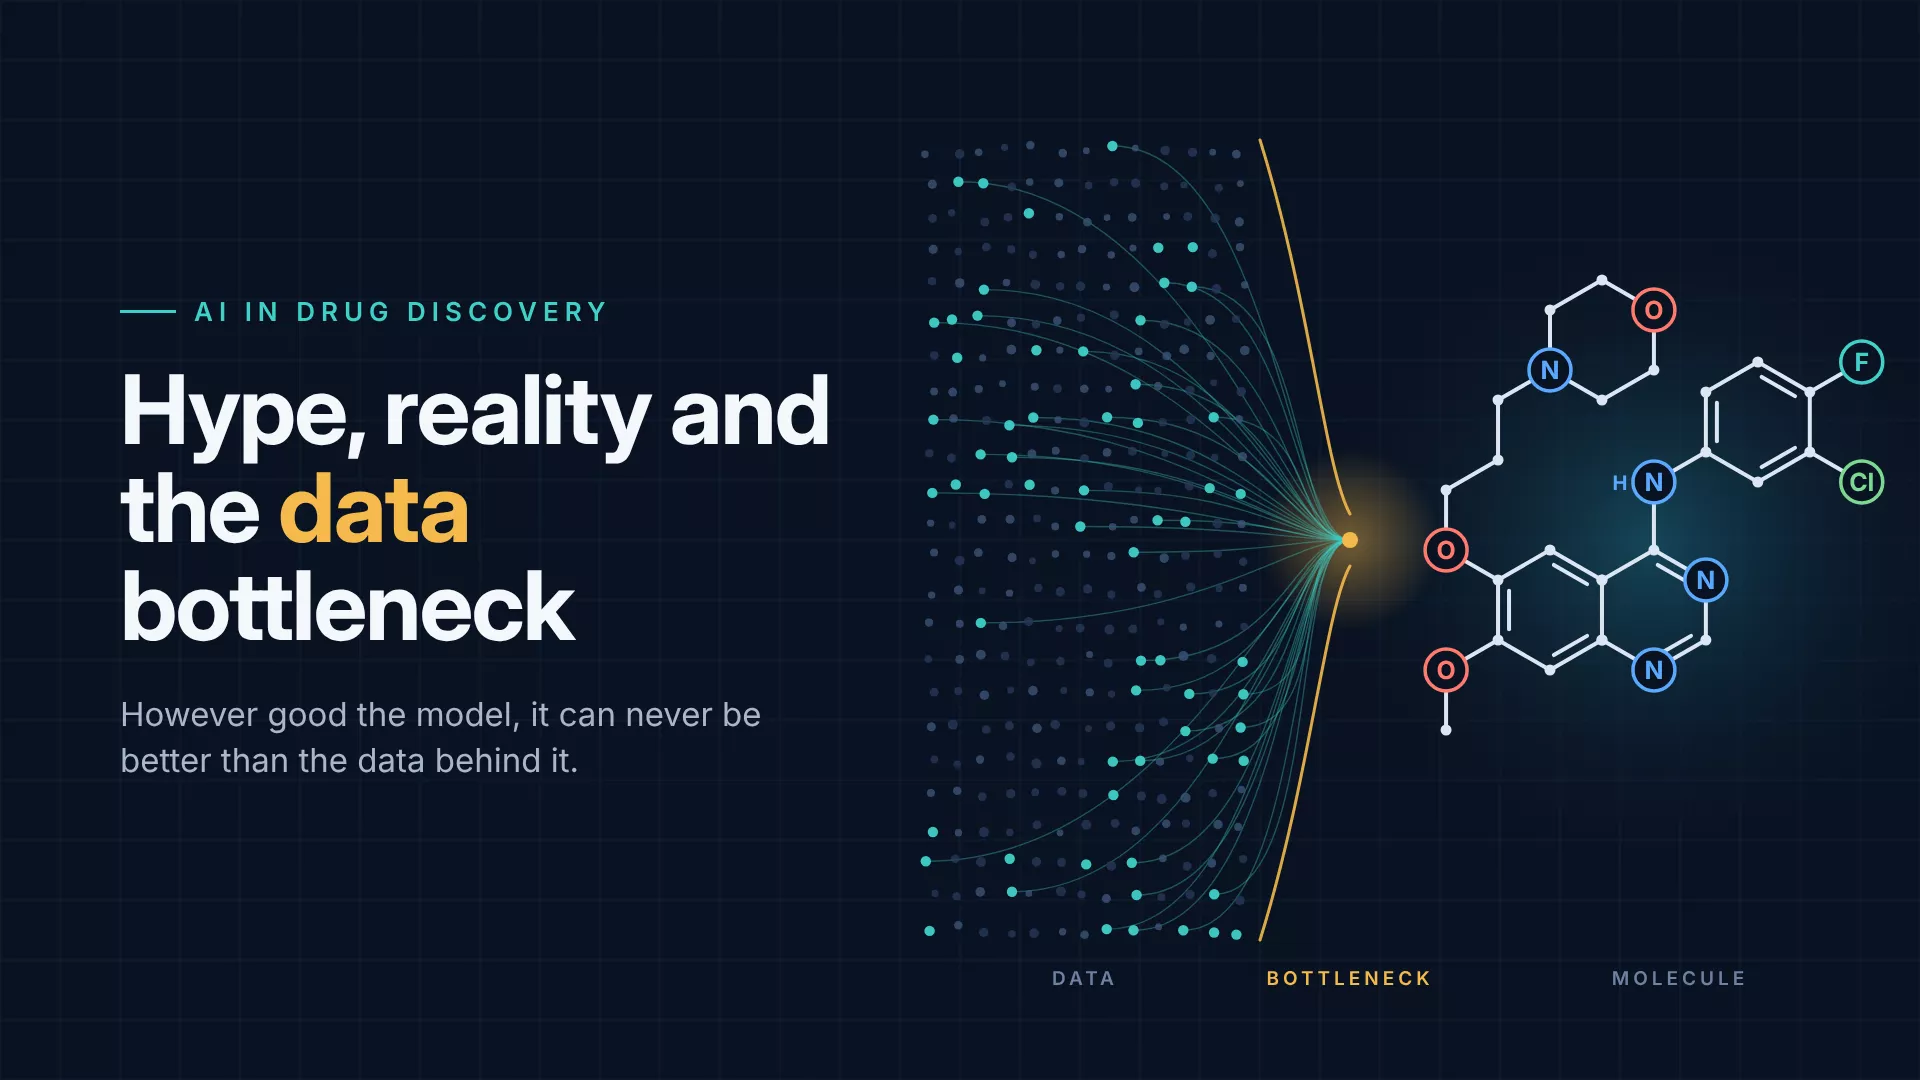 AI IN DRUG DISCOVERY
Hype, reality and
the data
bottleneck
However good the model, it can never be
better than the data behind it.
O
N
F
H N
Cl
O
N
O
N
DATA
BOTTLENECK
MOLECULE